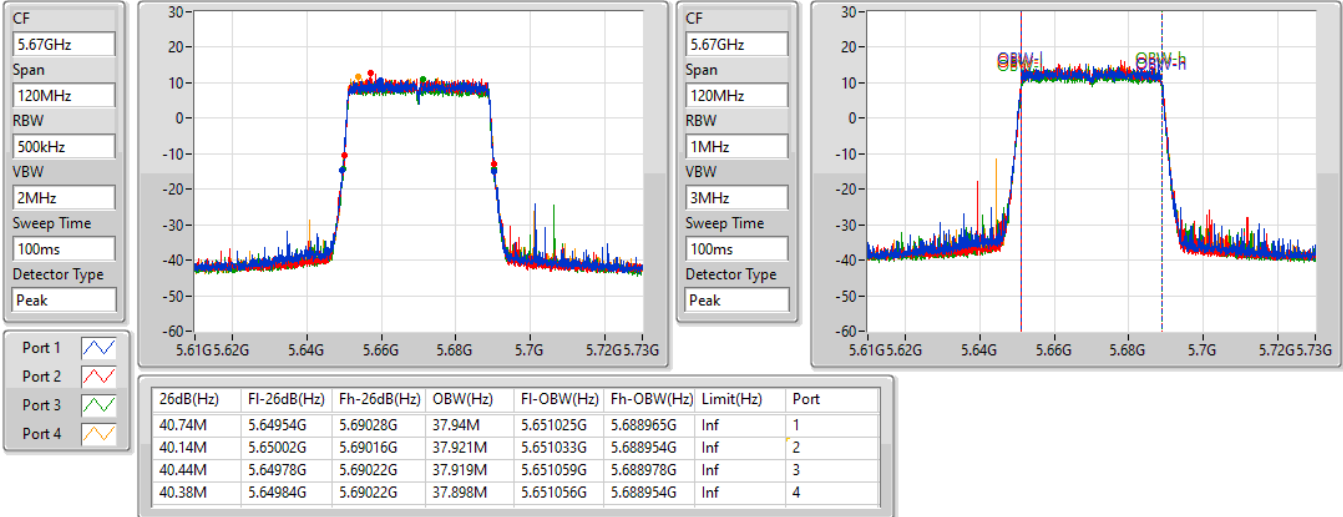 CF
5.67GHz
Span
120MHz
RBW
500kHz
VBW
2MHz
Sweep Time
100ms
Detector Type
Peak
30
20
10
0
-10
-20
-30
-40
-50
-60
5.61G 5.62G 5.64G 5.66G 5.68G 5.7G 5.72G 5.73G
CF
5.67GHz
Span
120MHz
RBW
1MHz
VBW
3MHz
Sweep Time
100ms
Detector Type
Peak
30
20
10
0
-10
-20
-30
-40
-50
-60
OBW-l OBW-h
5.61G 5.62G 5.64G 5.66G 5.68G 5.7G 5.72G 5.73G
Port 1
Port 2
Port 3
Port 4
26dB(Hz) Fl-26dB(Hz) Fh-26dB(Hz) OBW(Hz) Fl-OBW(Hz) Fh-OBW(Hz) Limit(Hz) Port
40.74M 5.64954G 5.69028G 37.94M 5.651025G 5.688965G Inf 1
40.14M 5.65002G 5.69016G 37.921M 5.651033G 5.688954G Inf 2
40.44M 5.64978G 5.69022G 37.919M 5.651059G 5.688978G Inf 3
40.38M 5.64984G 5.69022G 37.898M 5.651056G 5.688954G Inf 4